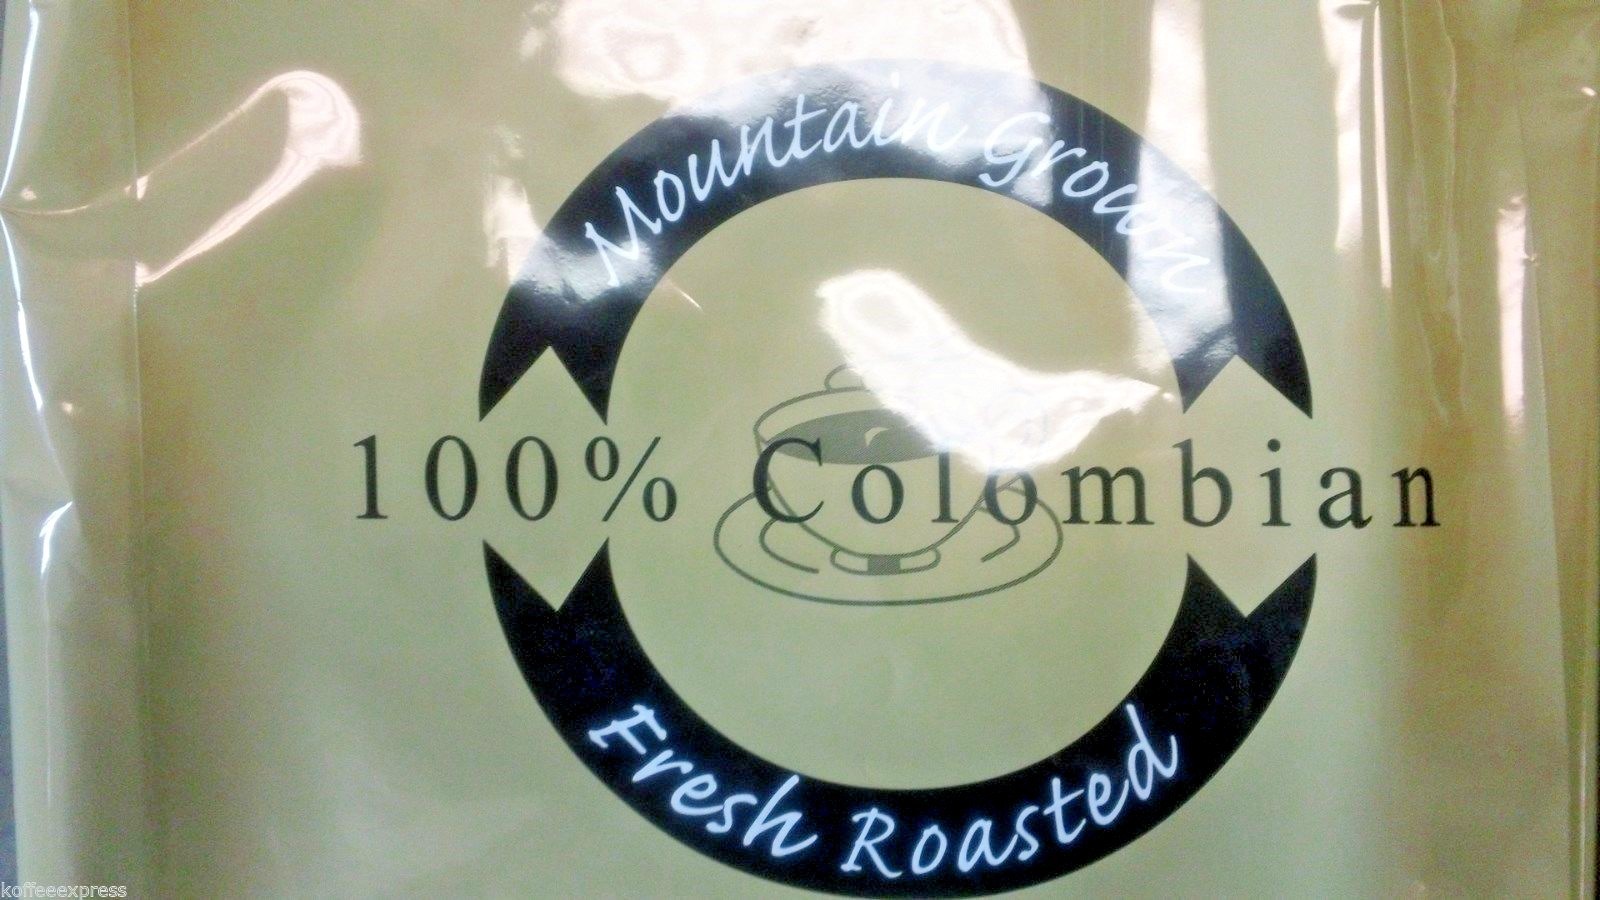 Mountain Grown
100% Colombian
Fresh Roasted
koffeeexpress